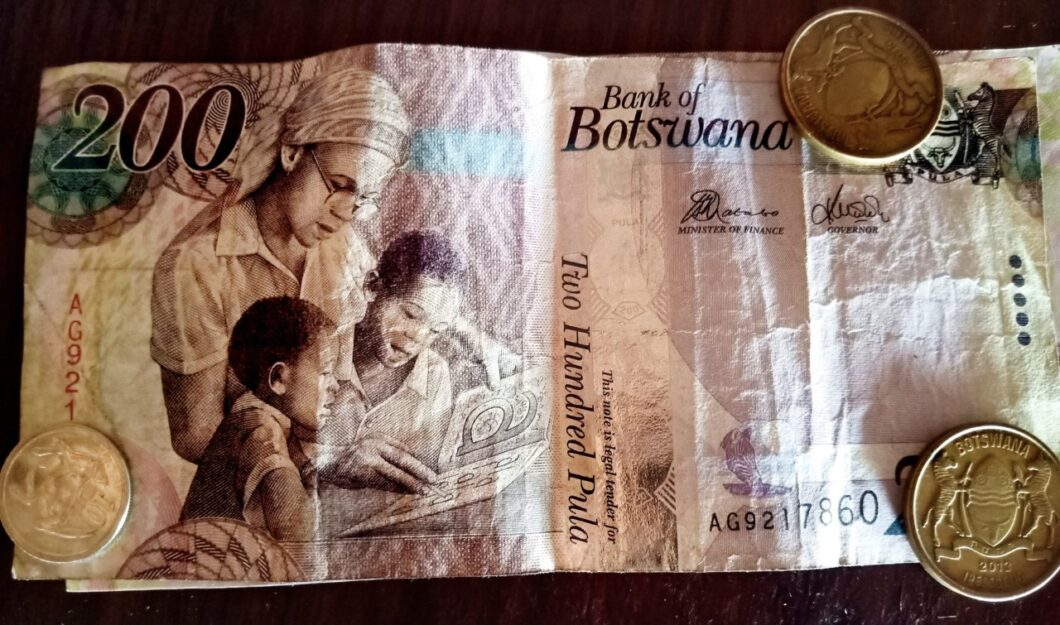 200
Bank of
Botswana
MINISTER OF FINANCE
GOVERNOR
PULA
AG921
Two Hundred Pula
This note is legal tender for
AG9217860
BOTSWANA
2013